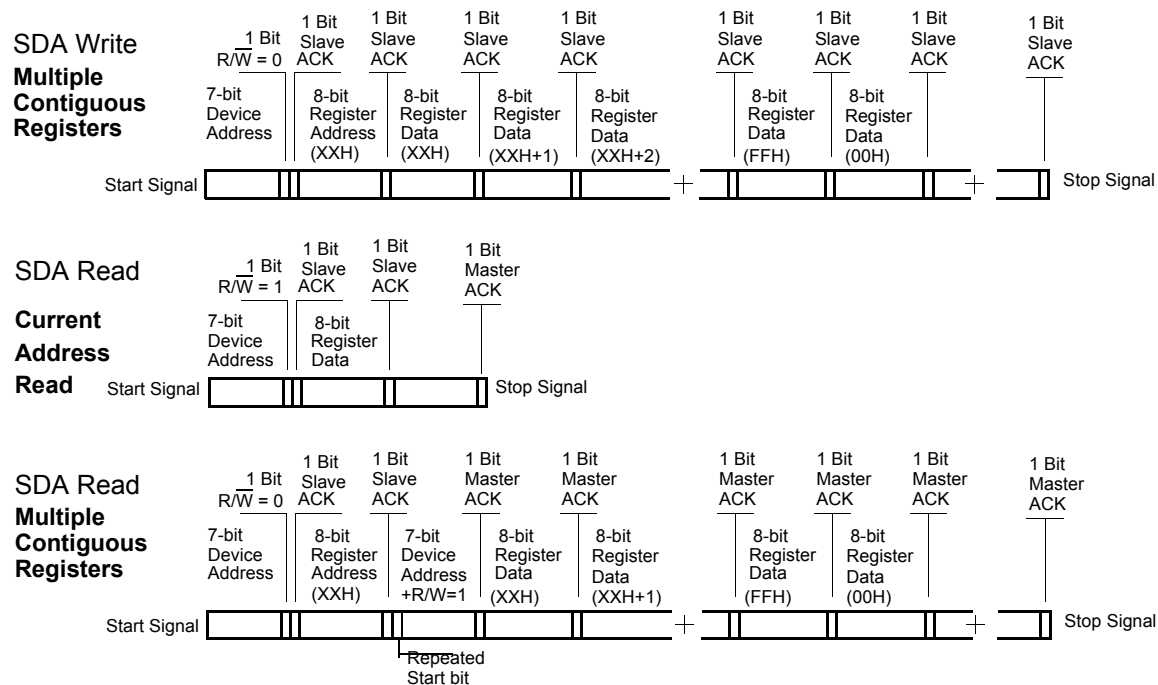 SDA Write
Multiple
Contiguous
Registers
1 Bit
R/W = 0
1 Bit
Slave
ACK
1 Bit
Slave
ACK
1 Bit
Slave
ACK
1 Bit
Slave
ACK
1 Bit
Slave
ACK
1 Bit
Slave
ACK
1 Bit
Slave
ACK
1 Bit
Slave
ACK
7-bit
Device
Address
8-bit
Register
Address
(XXH)
8-bit
Register
Data
(XXH)
8-bit
Register
Data
(XXH+1)
8-bit
Register
Data
(XXH+2)
8-bit
Register
Data
(FFH)
8-bit
Register
Data
(00H)
Start Signal
Stop Signal
SDA Read
Current
Address
Read
1 Bit
R/W = 1
1 Bit
Slave
ACK
1 Bit
Slave
ACK
1 Bit
Master
ACK
7-bit
Device
Address
8-bit
Register
Data
Start Signal
Stop Signal
SDA Read
Multiple
Contiguous
Registers
1 Bit
R/W = 0
1 Bit
Slave
ACK
1 Bit
Slave
ACK
1 Bit
Master
ACK
1 Bit
Master
ACK
1 Bit
Master
ACK
1 Bit
Master
ACK
1 Bit
Master
ACK
1 Bit
Master
ACK
7-bit
Device
Address
8-bit
Register
Address
(XXH)
7-bit
Device
Address
+R/W=1
8-bit
Register
Data
(XXH)
8-bit
Register
Data
(XXH+1)
8-bit
Register
Data
(FFH)
8-bit
Register
Data
(00H)
Start Signal
Stop Signal
Repeated
Start bit